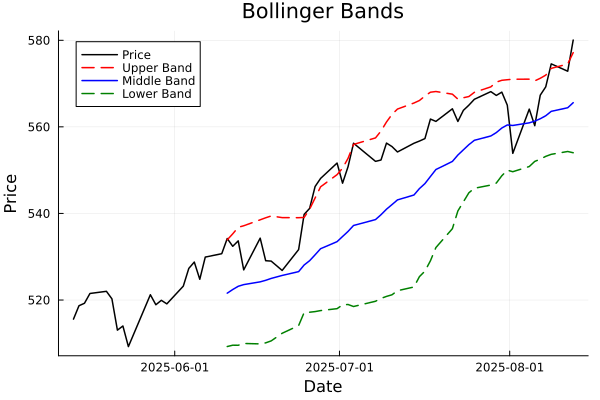 Bollinger Bands
580
560
540
520
Price
Price
Upper Band
Middle Band
Lower Band
2025-06-01
2025-07-01
2025-08-01
Date